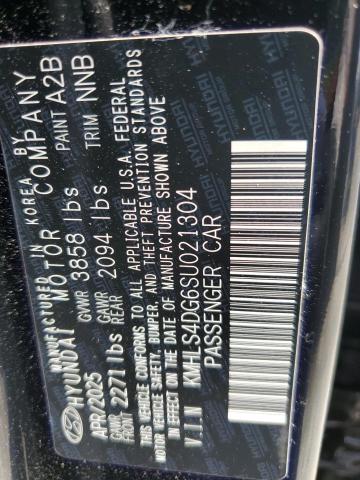 MANUFACTURED IN KOREA BY
HYUNDAI MOTOR COMPANY
APR/2025 GVWR 3858 lbs PAINT A2B
GAWR FRONT 2271 lbs GAWR REAR 2094 lbs TRIM NNB
THIS VEHICLE CONFORMS TO ALL APPLICABLE U.S.A. FEDERAL
MOTOR VEHICLE SAFETY, BUMPER, AND THEFT PREVENTION STANDARDS
IN EFFECT ON THE DATE OF MANUFACTURE SHOWN ABOVE
V.I.N KMHLS4DG6SU021304
PASSENGER CAR